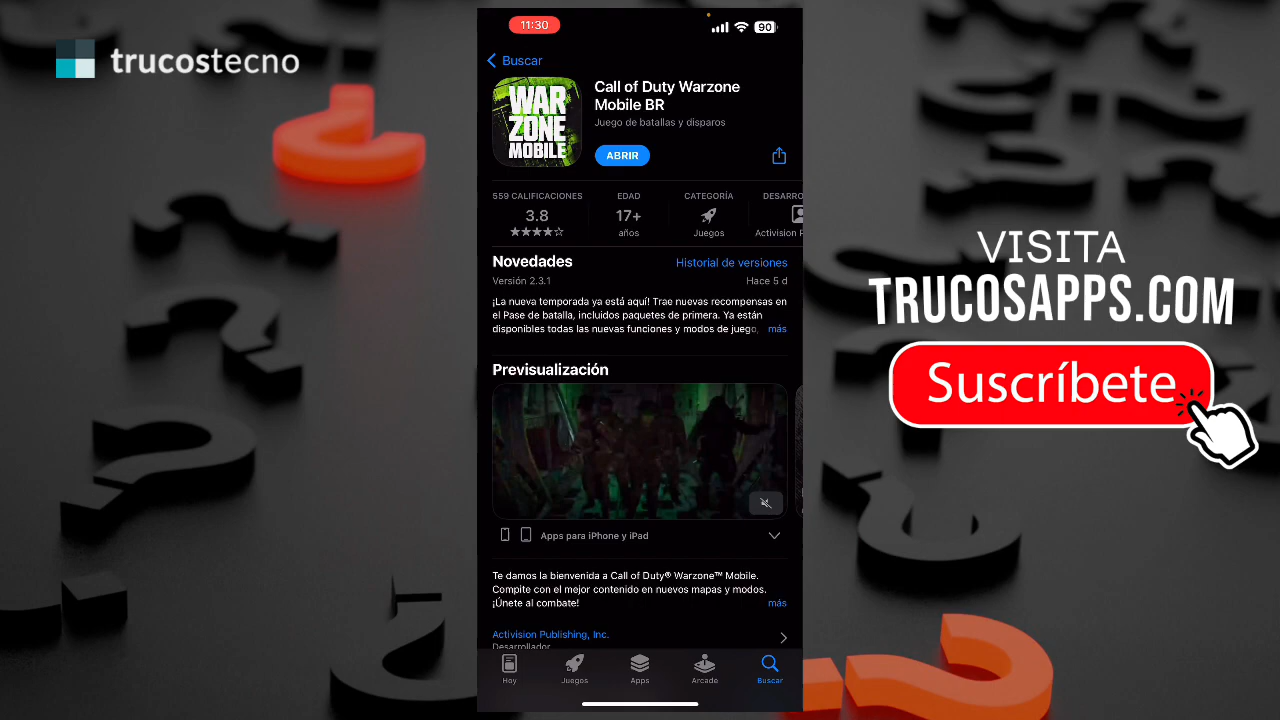 trucostecno
11:30
90
Buscar
WAR
ZONE
MOBILE
Call of Duty Warzone
Mobile BR
Juego de batallas y disparos
ABRIR
559 CALIFICACIONES
3.8
EDAD
17+
años
CATEGORÍA
Juegos
DESARRO
Activision P
Novedades
Historial de versiones
Versión 2.3.1
Hace 5 d
¡La nueva temporada ya está aquí! Trae nuevas recompensas en
el Pase de batalla, incluidos paquetes de primera. Ya están
disponibles todas las nuevas funciones y modos de juego,
más
Previsualización
Apps para iPhone y iPad
Te damos la bienvenida a Call of Duty® Warzone™ Mobile.
Compite con el mejor contenido en nuevos mapas y modos.
¡Únete al combate!
más
Activision Publishing, Inc.
Desarrollador
Hoy
Juegos
Apps
Arcade
Buscar
VISITA
TRUCOSAPPS.COM
Suscríbete